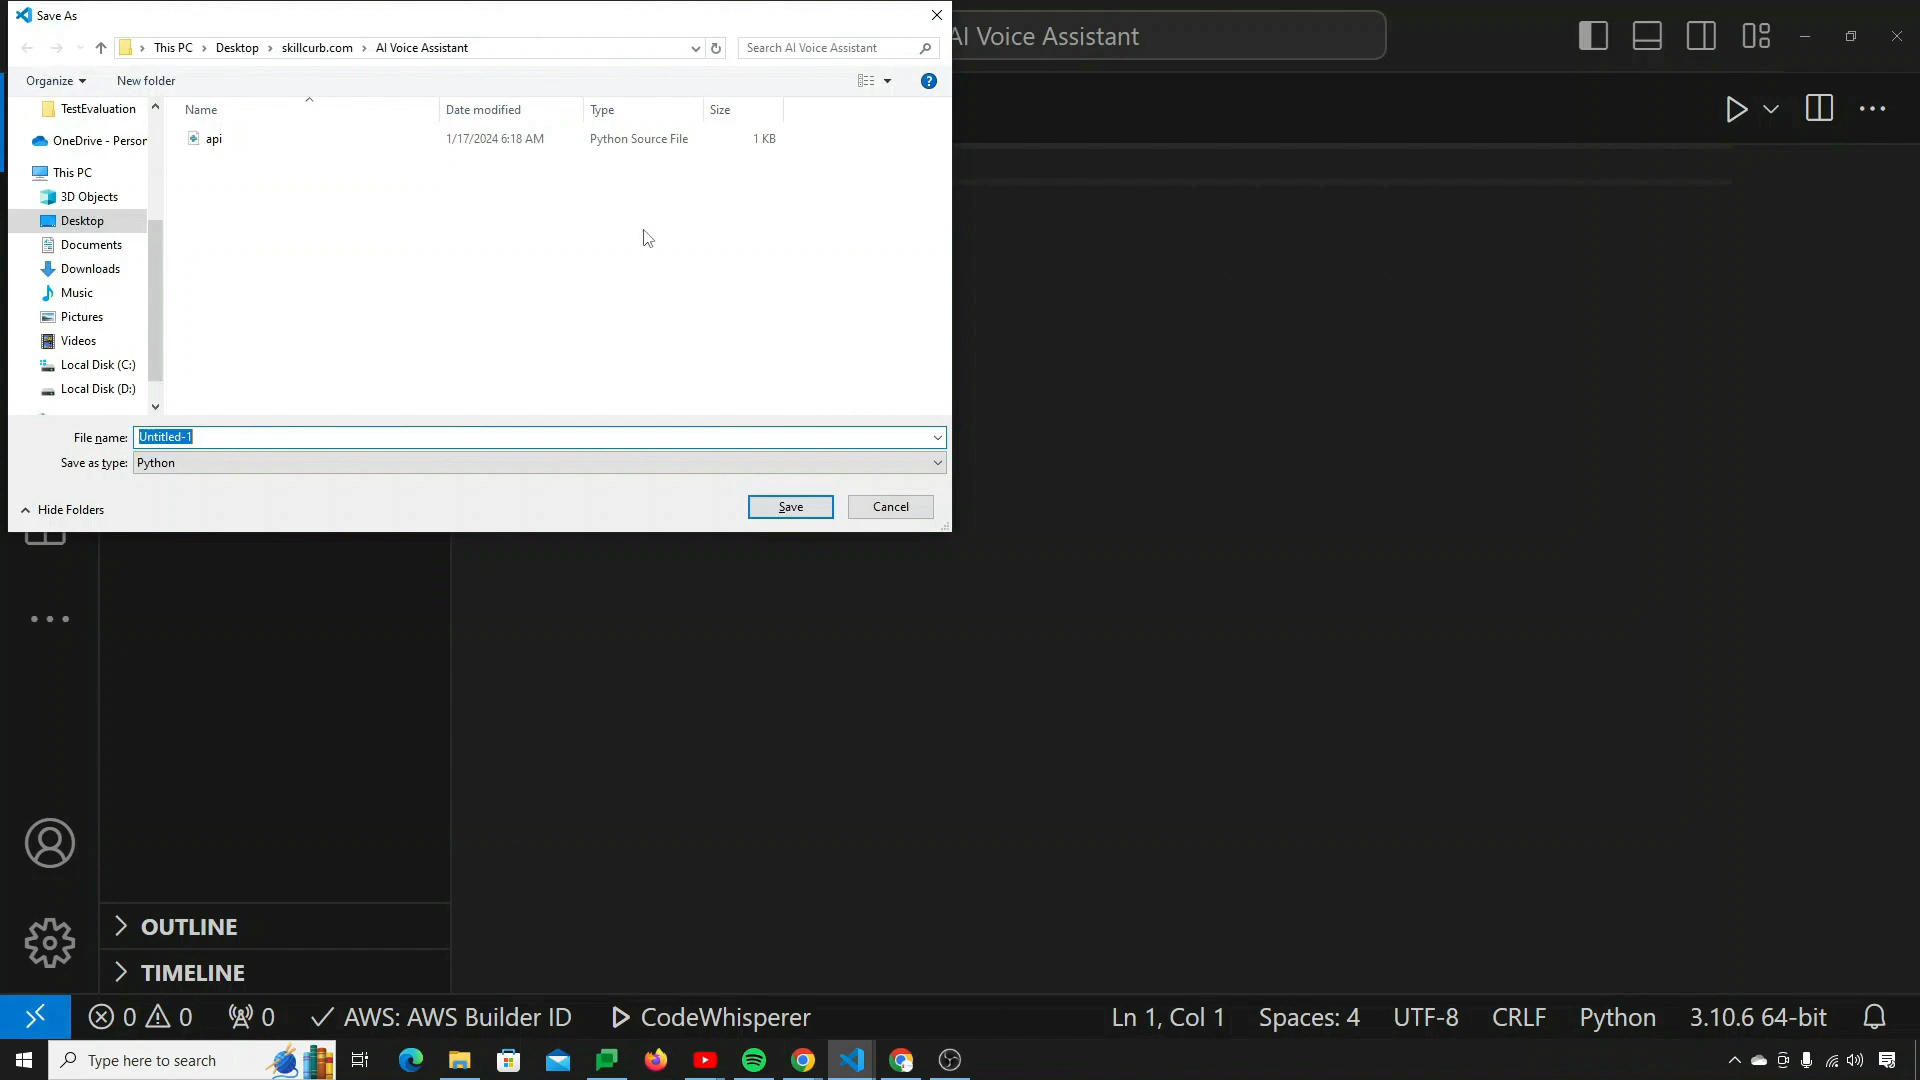 Save As
AI Voice Assistant
This PC > Desktop > skillcurb.com > AI Voice Assistant
Search AI Voice Assistant
Organize
New folder
Name
Date modified
Type
Size
api
1/17/2024 6:18 AM
Python Source File
1 KB
TestEvaluation
OneDrive - Person
This PC
3D Objects
Desktop
Documents
Downloads
Music
Pictures
Videos
Local Disk (C:)
Local Disk (D:)
File name: Untitled-1
Save as type: Python
Hide Folders
Save
Cancel
OUTLINE
TIMELINE
0 0 0 AWS: AWS Builder ID CodeWhisperer Ln 1, Col 1 Spaces: 4 UTF-8 CRLF Python 3.10.6 64-bit
Type here to search